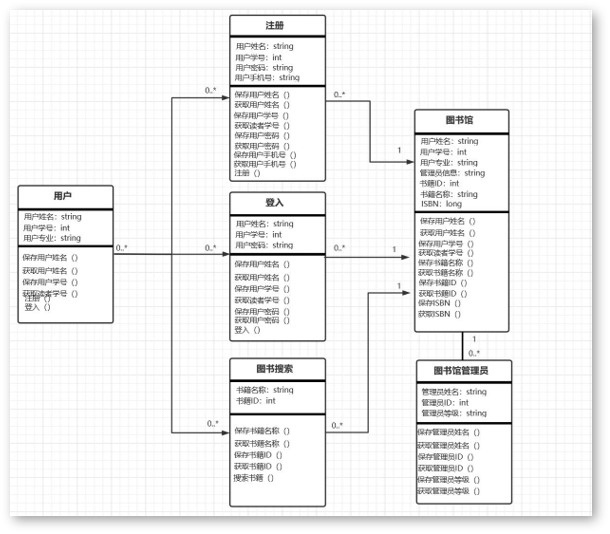 注册
用户姓名：string
用户学号：int
用户密码：string
用户手机号：string
保存用户姓名（）
获取用户姓名（）
保存用户学号（）
获取读者学号（）
保存用户密码（）
获取用户密码（）
保存用户手机号（）
获取用户手机号（）
注册（）
0..*
0..*
1
图书馆
用户姓名：string
用户学号：int
用户专业：string
管理员信息：string
书籍ID：int
书籍名称：string
ISBN：long
保存用户姓名（）
获取用户姓名（）
保存用户学号（）
获取读者学号（）
保存书籍名称（）
获取书籍名称（）
保存书籍ID（）
获取书籍ID（）
保存ISBN（）
获取ISBN（）
用户
用户姓名：string
用户学号：int
用户专业：string
保存用户姓名（）
获取用户姓名（）
保存用户学号（）
获取读者学号（）
注册（）
登入（）
0..*
0..*
登入
用户姓名：string
用户学号：int
用户密码：string
保存用户姓名（）
获取用户姓名（）
保存用户学号（）
获取读者学号（）
保存用户密码（）
获取用户密码（）
登入（）
0..*
1
1
图书搜索
书籍名称：string
书籍ID：int
保存书籍名称（）
获取书籍名称（）
保存书籍ID（）
获取书籍ID（）
搜索书籍（）
0..*
0..*
1
0..*
图书馆管理员
管理员姓名：string
管理员ID：int
管理员等级：string
保存管理员姓名（）
获取管理员姓名（）
保存管理员ID（）
获取管理员ID（）
保存管理员等级（）
获取管理员等级（）